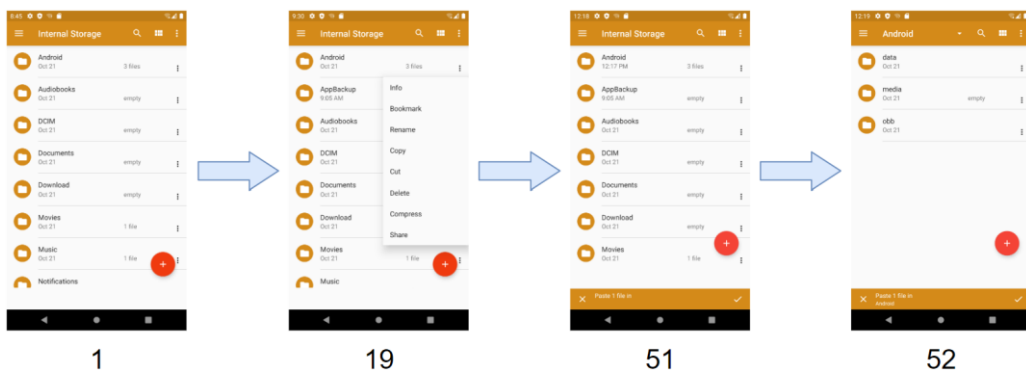 8:45
Internal Storage
Android
Oct 21
3 files
Audiobooks
Oct 21
empty
DCIM
Oct 21
empty
Documents
Oct 21
empty
Download
Oct 21
empty
Movies
Oct 21
1 file
Music
Oct 21
1 file
Notifications
1
9:30
Internal Storage
Android
Oct 21
3 files
AppBackup
9:05 AM
Audiobooks
Oct 21
DCIM
Oct 21
Documents
Oct 21
Download
Oct 21
Movies
Oct 21
1 file
Music
Info
Bookmark
Rename
Copy
Cut
Delete
Compress
Share
19
12:18
Internal Storage
Android
12:17 PM
3 files
AppBackup
9:05 AM
empty
Audiobooks
Oct 21
empty
DCIM
Oct 21
empty
Documents
Oct 21
empty
Download
Oct 21
empty
Movies
Oct 21
1 file
Paste 1 file in
51
12:19
Android
data
Oct 21
media
Oct 21
empty
obb
Oct 21
Paste 1 file in
Android
52